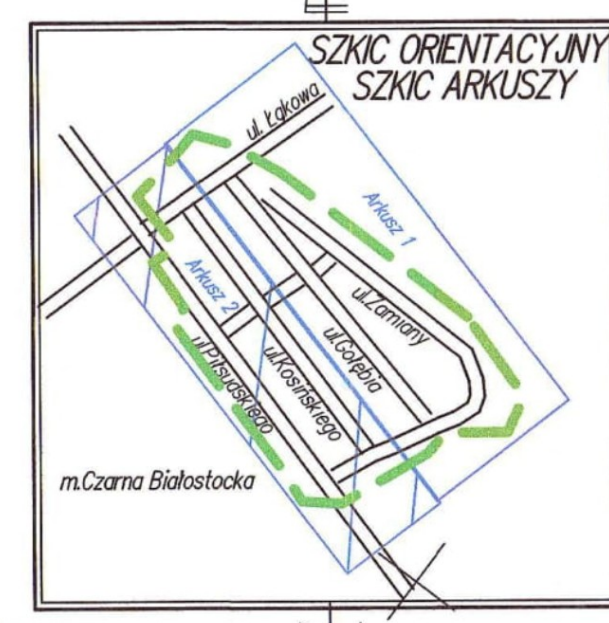 SZKIC ORIENTACYJNY
SZKIC ARKUSZY
ul. Łąkowa
Arkusz 1
Arkusz 2
ul.Zamiany
ul.Gołębia
ul.Kosińskiego
ul.Piłsudskiego
m.Czarna Białostocka